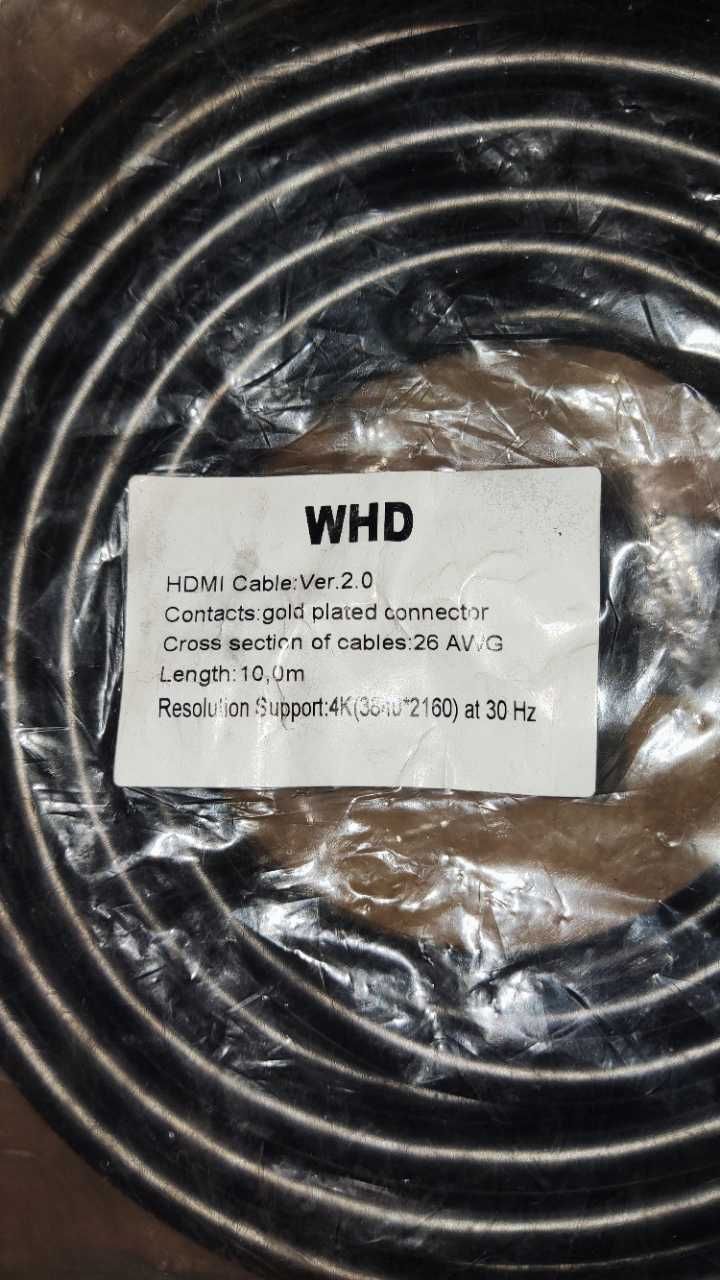 WHD
HDMI Cable:Ver.2.0
Contacts:gold plated connector
Cross section of cables:26 AWG
Length:10,0m
Resolution Support:4K(3840*2160) at 30 Hz